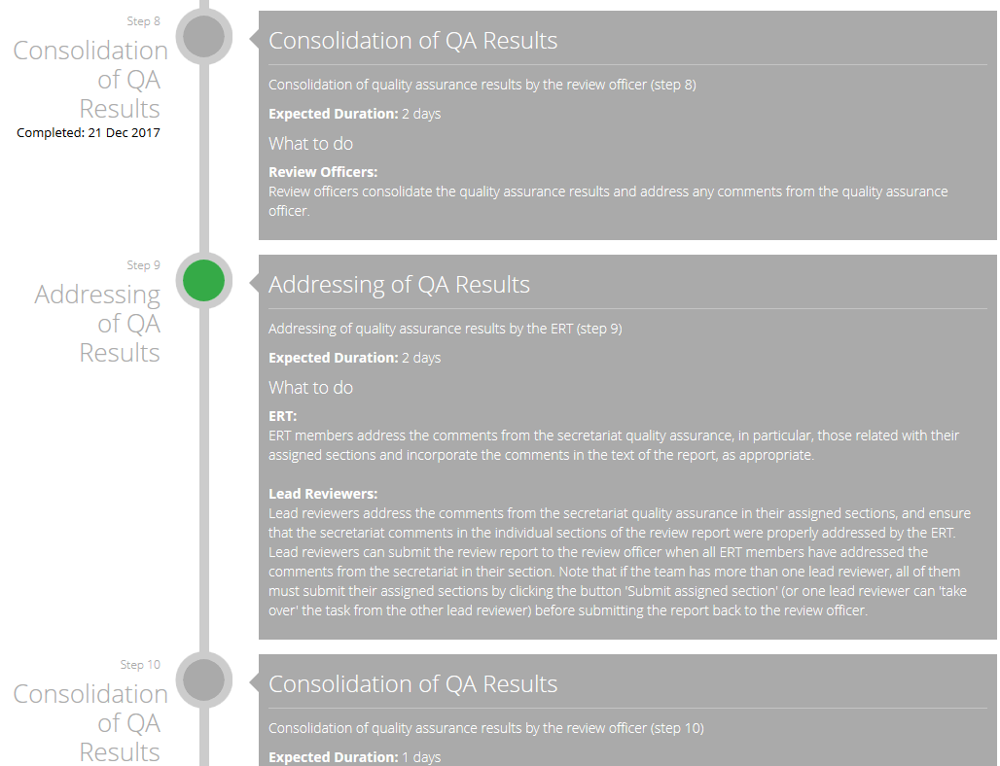 Step 8
Consolidation
of QA
Results
Completed: 21 Dec 2017
Consolidation of QA Results
Consolidation of quality assurance results by the review officer (step 8)
Expected Duration: 2 days
What to do
Review Officers:
Review officers consolidate the quality assurance results and address any comments from the quality assurance
officer.
Step 9
Addressing
of QA
Results
Addressing of QA Results
Addressing of quality assurance results by the ERT (step 9)
Expected Duration: 2 days
What to do
ERT:
ERT members address the comments from the secretariat quality assurance, in particular, those related with their
assigned sections and incorporate the comments in the text of the report, as appropriate.
Lead Reviewers:
Lead reviewers address the comments from the secretariat quality assurance in their assigned sections, and ensure
that the secretariat comments in the individual sections of the review report were properly addressed by the ERT.
Lead reviewers can submit the review report to the review officer when all ERT members have addressed the
comments from the secretariat in their section. Note that if the team has more than one lead reviewer, all of them
must submit their assigned sections by clicking the button 'Submit assigned section' (or one lead reviewer can 'take
over' the task from the other lead reviewer) before submitting the report back to the review officer.
Step 10
Consolidation
of QA
Results
Consolidation of QA Results
Consolidation of quality assurance results by the review officer (step 10)
Expected Duration: 1 days